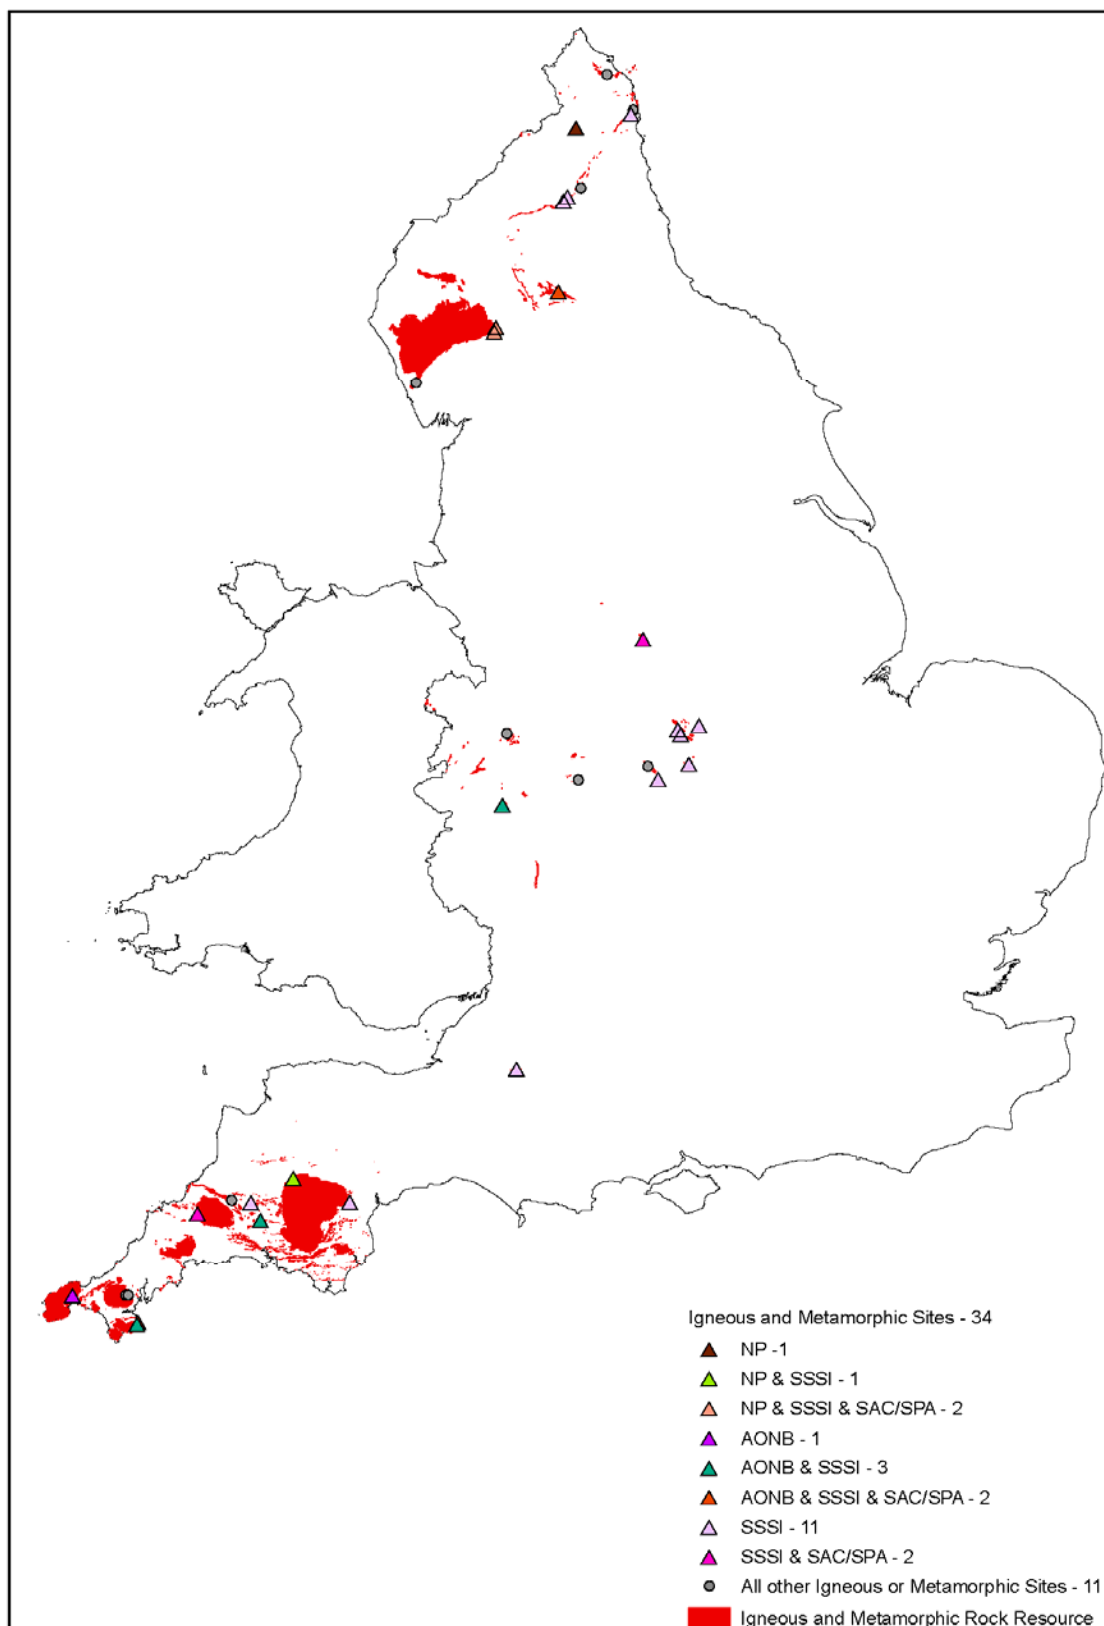 Igneous and Metamorphic Sites - 34
NP -1
NP & SSSI - 1
NP & SSSI & SAC/SPA - 2
AONB - 1
AONB & SSSI - 3
AONB & SSSI & SAC/SPA - 2
SSSI - 11
SSSI & SAC/SPA - 2
All other Igneous or Metamorphic Sites - 11
Igneous and Metamorphic Rock Resource